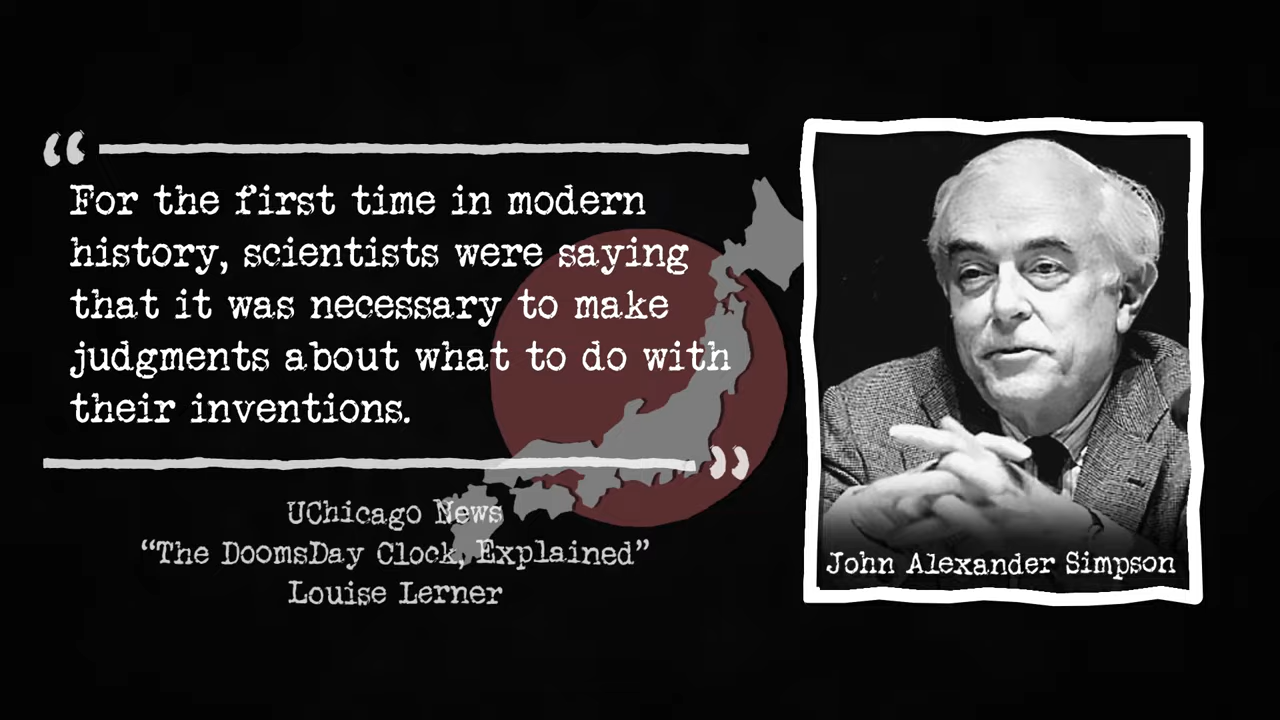 “
For the first time in modern
history, scientists were saying
that it was necessary to make
judgments about what to do with
their inventions.
”
UChicago News
“The DoomsDay Clock, Explained”
Louise Lerner
John Alexander Simpson